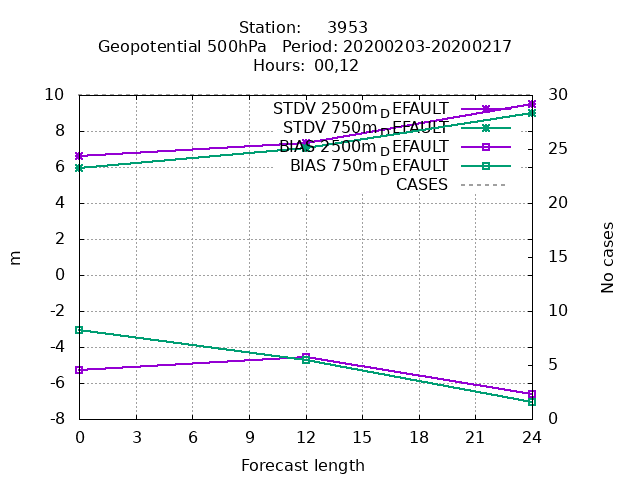 Station: 3953
Geopotential 500hPa Period: 20200203-20200217
Hours: 00,12
STDV 2500m_DEFAULT
STDV 750m_DEFAULT
BIAS 2500m_DEFAULT
BIAS 750m_DEFAULT
CASES
10
8
6
4
2
0
-2
-4
-6
-8
m
30
25
20
15
10
5
0
No cases
0 3 6 9 12 15 18 21 24
Forecast length